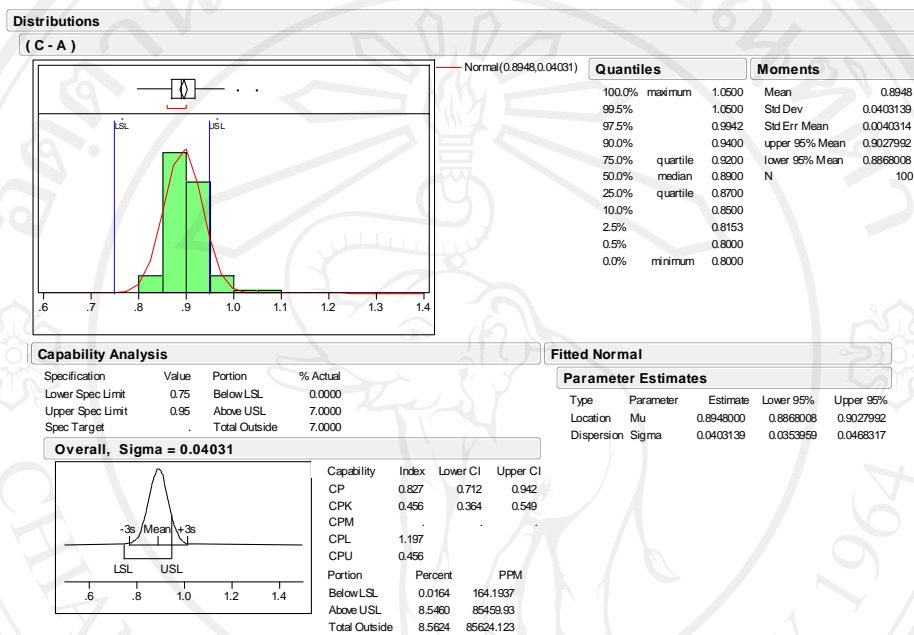 Distributions
( C - A )
Normal(0.8948,0.04031)
LSL
USL
.6 .7 .8 .9 1.0 1.1 1.2 1.3 1.4
Quantiles
100.0% maximum 1.0500
99.5% 1.0500
97.5% 0.9942
90.0% 0.9400
75.0% quartile 0.9200
50.0% median 0.8900
25.0% quartile 0.8700
10.0% 0.8500
2.5% 0.8153
0.5% 0.8000
0.0% minimum 0.8000
Moments
Mean 0.8948
Std Dev 0.0403139
Std Err Mean 0.0040314
upper 95% Mean 0.9027992
lower 95% Mean 0.8868008
N 100
Capability Analysis
Specification Value Portion % Actual
Lower Spec Limit 0.75 Below LSL 0.0000
Upper Spec Limit 0.95 Above USL 7.0000
Spec Target . Total Outside 7.0000
Overall, Sigma = 0.04031
-3s Mean +3s
LSL USL
.6 .8 1.0 1.2 1.4
Capability Index Lower CI Upper CI
CP 0.827 0.712 0.942
CPK 0.456 0.364 0.549
CPM . . .
CPL 1.197
CPU 0.456
Portion Percent PPM
Below LSL 0.0164 164.1937
Above USL 8.5460 85459.93
Total Outside 8.5624 85624.123
Fitted Normal
Parameter Estimates
Type Parameter Estimate Lower 95% Upper 95%
Location Mu 0.8948000 0.8868008 0.9027992
Dispersion Sigma 0.0403139 0.0353959 0.0468317
1964